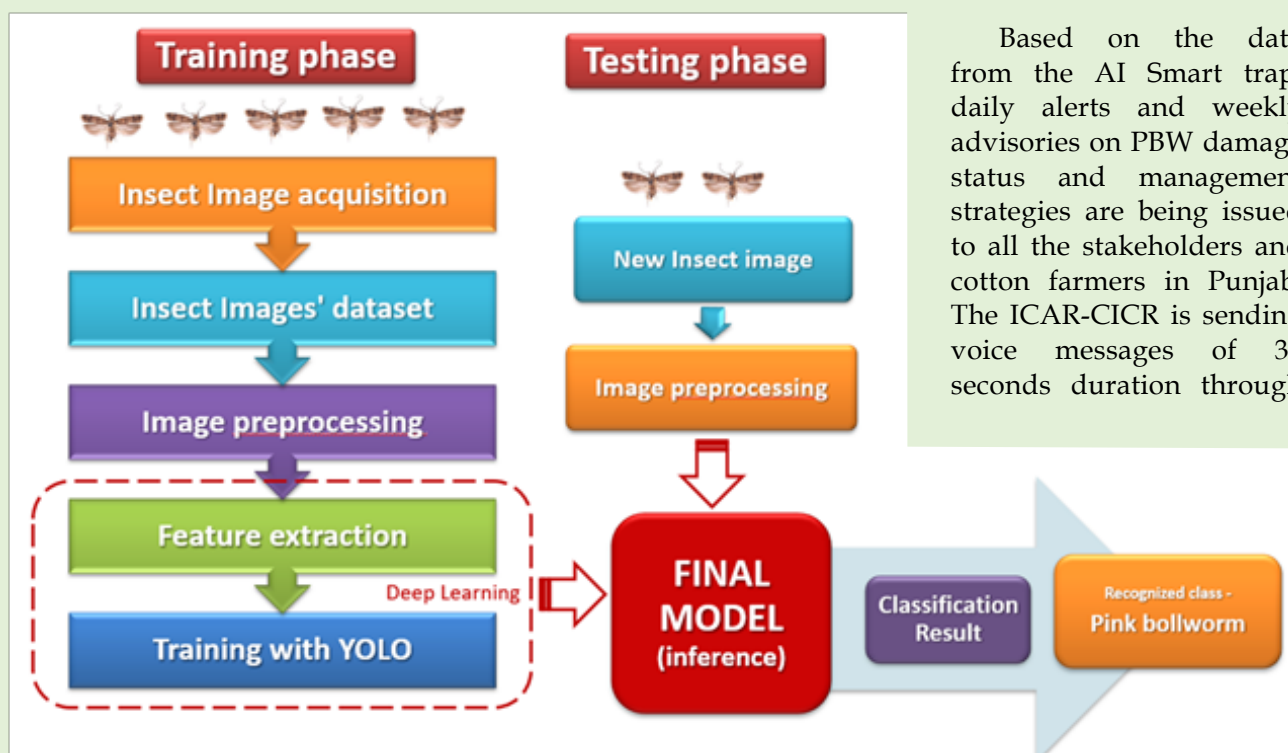 Training phase
Insect Image acquisition
Insect Images' dataset
Image preprocessing
Feature extraction
Deep Learning
Training with YOLO
Testing phase
New Insect image
Image preprocessing
FINAL
MODEL
(inference)
Classification
Result
Recognized class -
Pink bollworm
Based on the dat
from the AI Smart trap
daily alerts and weekl
advisories on PBW damag
status and managemen
strategies are being issue
to all the stakeholders an
cotton farmers in Punjab
The ICAR-CICR is sendin
voice messages of 3
seconds duration through